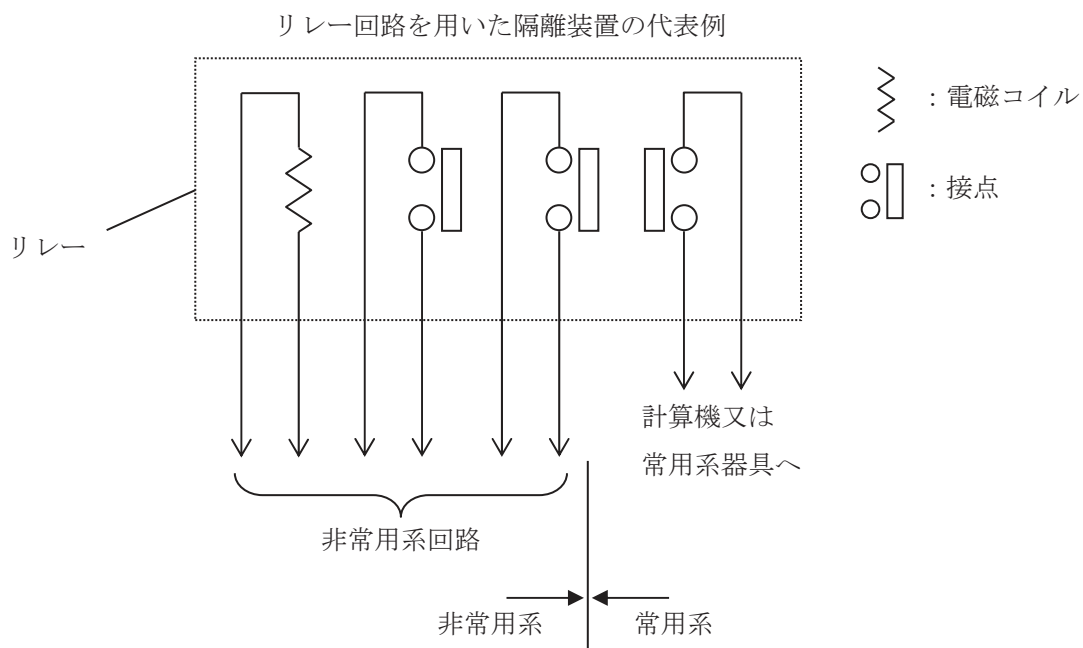 リレー回路を用いた隔離装置の代表例
：電磁コイル
：接点
リレー
計算機又は
常用系器具へ
非常用系回路
非常用系
常用系